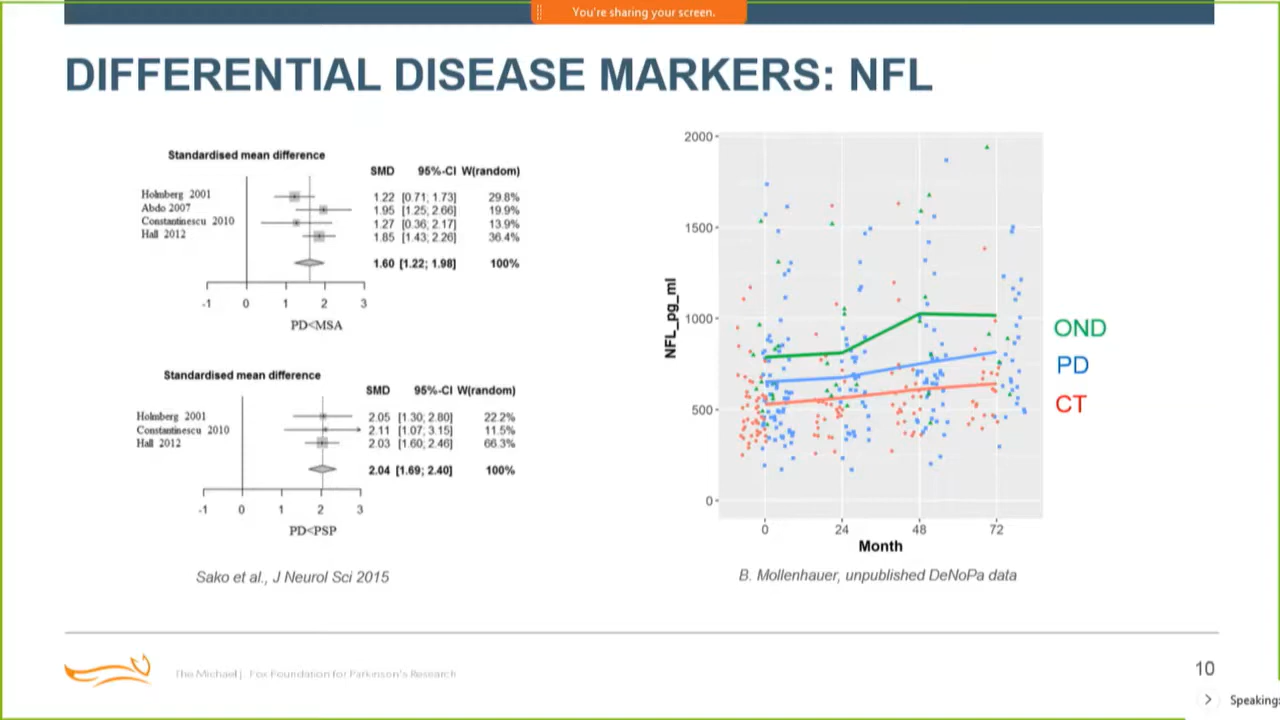 You're sharing your screen.
DIFFERENTIAL DISEASE MARKERS: NFL
Standardised mean difference
SMD 95%-CI W(random)
Holmberg 2001 1.22 [0.71; 1.73] 29.8%
Abdo 2007 1.95 [1.25; 2.66] 19.9%
Constantinescu 2010 1.27 [0.36; 2.17] 13.9%
Hall 2012 1.85 [1.43; 2.26] 36.4%
1.60 [1.22; 1.98] 100%
-1 0 1 2 3
PD<MSA
Standardised mean difference
SMD 95%-CI W(random)
Holmberg 2001 2.05 [1.30; 2.80] 22.2%
Constantinescu 2010 2.11 [1.07; 3.15] 11.5%
Hall 2012 2.03 [1.60; 2.46] 66.3%
2.04 [1.69; 2.40] 100%
-1 0 1 2 3
PD<PSP
Sako et al., J Neurol Sci 2015
NFL_pg_ml
2000
1500
1000
500
0
0 24 48 72
Month
OND
PD
CT
B. Mollenhauer, unpublished DeNoPa data
The Michael J. Fox Foundation for Parkinson's Research
10
Speaking: